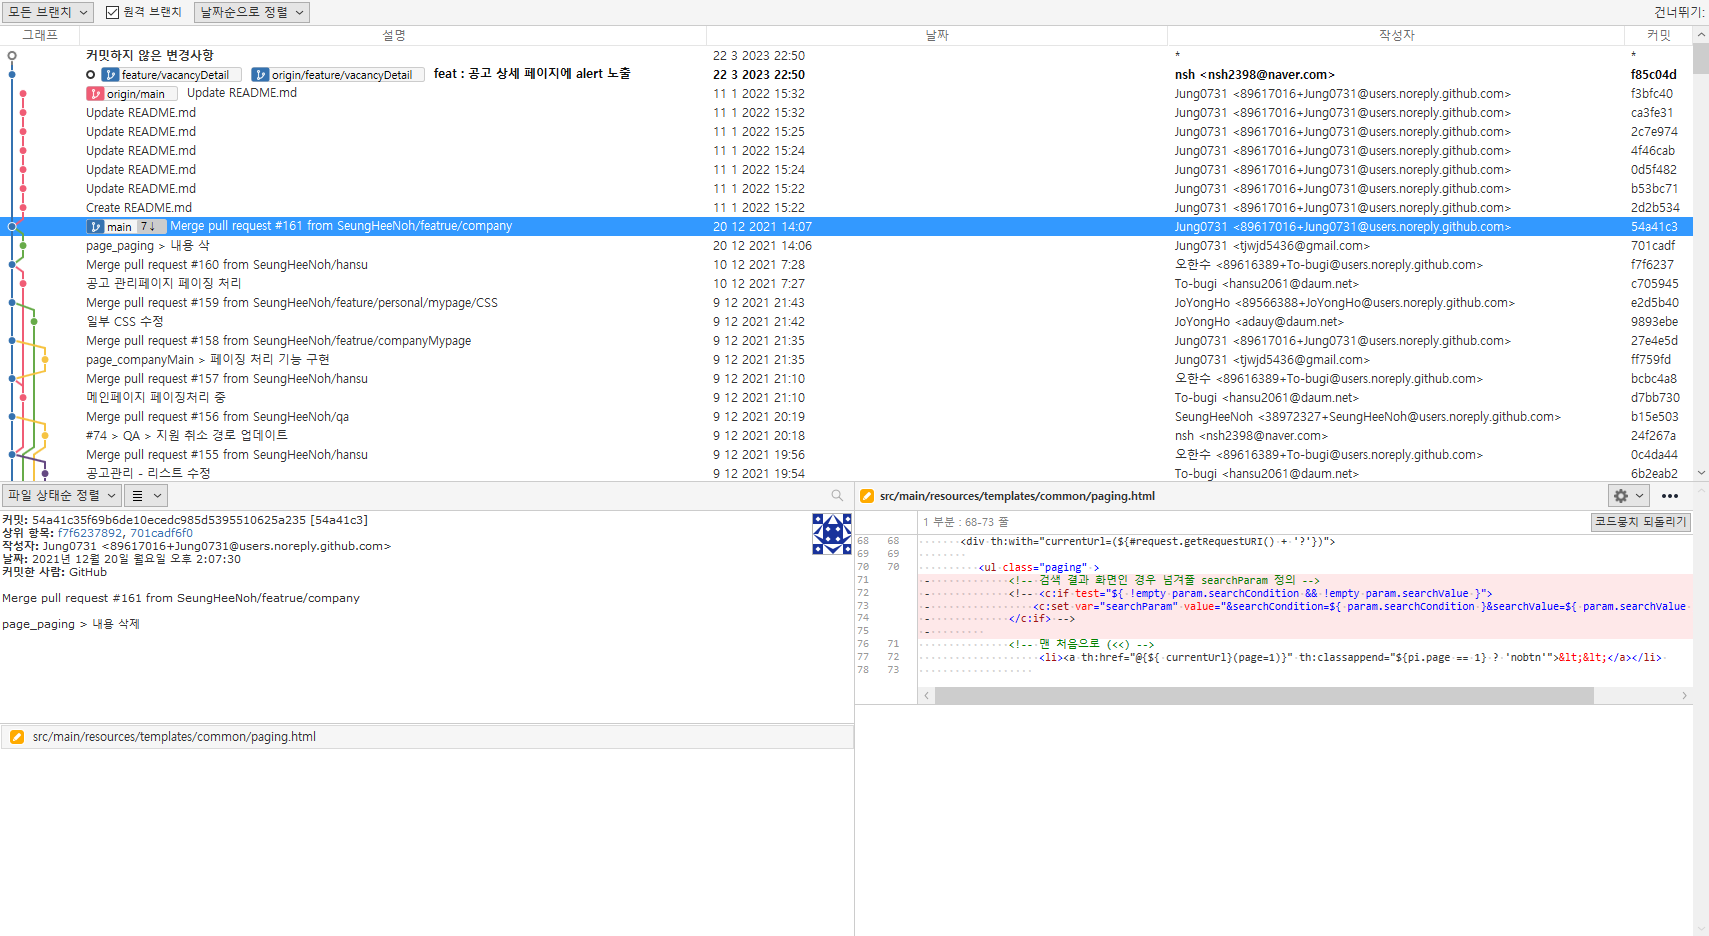 모든 브랜치 원격 브랜치 날짜순으로 정렬 건너뛰기:
그래프 설명 날짜 작성자 커밋
커밋하지 않은 변경사항 22 3 2023 22:50 * *
feature/vacancyDetail origin/feature/vacancyDetail feat : 공고 상세 페이지에 alert 노출 22 3 2023 22:50 nsh <nsh2398@naver.com> f85c04d
origin/main Update README.md 11 1 2022 15:32 Jung0731 <89617016+Jung0731@users.noreply.github.com> f3bfc40
Update README.md 11 1 2022 15:32 Jung0731 <89617016+Jung0731@users.noreply.github.com> ca3fe31
Update README.md 11 1 2022 15:25 Jung0731 <89617016+Jung0731@users.noreply.github.com> 2c7e974
Update README.md 11 1 2022 15:24 Jung0731 <89617016+Jung0731@users.noreply.github.com> 4f46cab
Update README.md 11 1 2022 15:24 Jung0731 <89617016+Jung0731@users.noreply.github.com> 0d5f482
Update README.md 11 1 2022 15:22 Jung0731 <89617016+Jung0731@users.noreply.github.com> b53bc71
Create README.md 11 1 2022 15:22 Jung0731 <89617016+Jung0731@users.noreply.github.com> 2d2b534
main 7↓ Merge pull request #161 from SeungHeeNoh/featrue/company 20 12 2021 14:07 Jung0731 <89617016+Jung0731@users.noreply.github.com> 54a41c3
page_paging > 내용 삭 20 12 2021 14:06 Jung0731 <tjwjd5436@gmail.com> 701cadf
Merge pull request #160 from SeungHeeNoh/hansu 10 12 2021 7:28 오한수 <89616389+To-bugi@users.noreply.github.com> f7f6237
공고 관리페이지 페이징 처리 10 12 2021 7:27 To-bugi <hansu2061@daum.net> c705945
Merge pull request #159 from SeungHeeNoh/feature/personal/mypage/CSS 9 12 2021 21:43 JoYongHo <89566388+JoYongHo@users.noreply.github.com> e2d5b40
일부 CSS 수정 9 12 2021 21:42 JoYongHo <adauy@daum.net> 9893ebe
Merge pull request #158 from SeungHeeNoh/featrue/companyMypage 9 12 2021 21:35 Jung0731 <89617016+Jung0731@users.noreply.github.com> 27e4e5d
page_companyMain > 페이징 처리 기능 구현 9 12 2021 21:35 Jung0731 <tjwjd5436@gmail.com> ff759fd
Merge pull request #157 from SeungHeeNoh/hansu 9 12 2021 21:10 오한수 <89616389+To-bugi@users.noreply.github.com> bcbc4a8
메인페이지 페이징처리 중 9 12 2021 21:10 To-bugi <hansu2061@daum.net> d7bb730
Merge pull request #156 from SeungHeeNoh/qa 9 12 2021 20:19 SeungHeeNoh <38972327+SeungHeeNoh@users.noreply.github.com> b15e503
#74 > QA > 지원 취소 경로 업데이트 9 12 2021 20:18 nsh <nsh2398@naver.com> 24f267a
Merge pull request #155 from SeungHeeNoh/hansu 9 12 2021 19:56 오한수 <89616389+To-bugi@users.noreply.github.com> 0c4da44
공고관리 - 리스트 수정 9 12 2021 19:54 To-bugi <hansu2061@daum.net> 6b2eab2
파일 상태순 정렬
커밋: 54a41c35f69b6de10ecedc985d5395510625a235 [54a41c3]
상위 항목: f7f6237892, 701cadf6f0
작성자: Jung0731 <89617016+Jung0731@users.noreply.github.com>
날짜: 2021년 12월 20일 월요일 오후 2:07:30
커밋한 사람: GitHub
Merge pull request #161 from SeungHeeNoh/featrue/company
page_paging > 내용 삭제
src/main/resources/templates/common/paging.html
src/main/resources/templates/common/paging.html
1 부분 : 68-73 줄 코드뭉치 되돌리기
68 68 <div th:with="currentUrl=(${#request.getRequestURI() + '?'})">
69 69
70 70 <ul class="paging" >
71 - <!-- 검색 결과 화면인 경우 넘겨줄 searchParam 정의 -->
72 - <!-- <c:if test="${ !empty param.searchCondition && !empty param.searchValue }">
73 - <c:set var="searchParam" value="&searchCondition=${ param.searchCondition }&searchValue=${ param.searchValue
74 - </c:if> -->
75 -
76 71 <!-- 맨 처음으로 (<<) -->
77 72 <li><a th:href="@{${ currentUrl}(page=1)}" th:classappend="${pi.page == 1} ? 'nobtn'">&lt;&lt;</a></li>
78 73